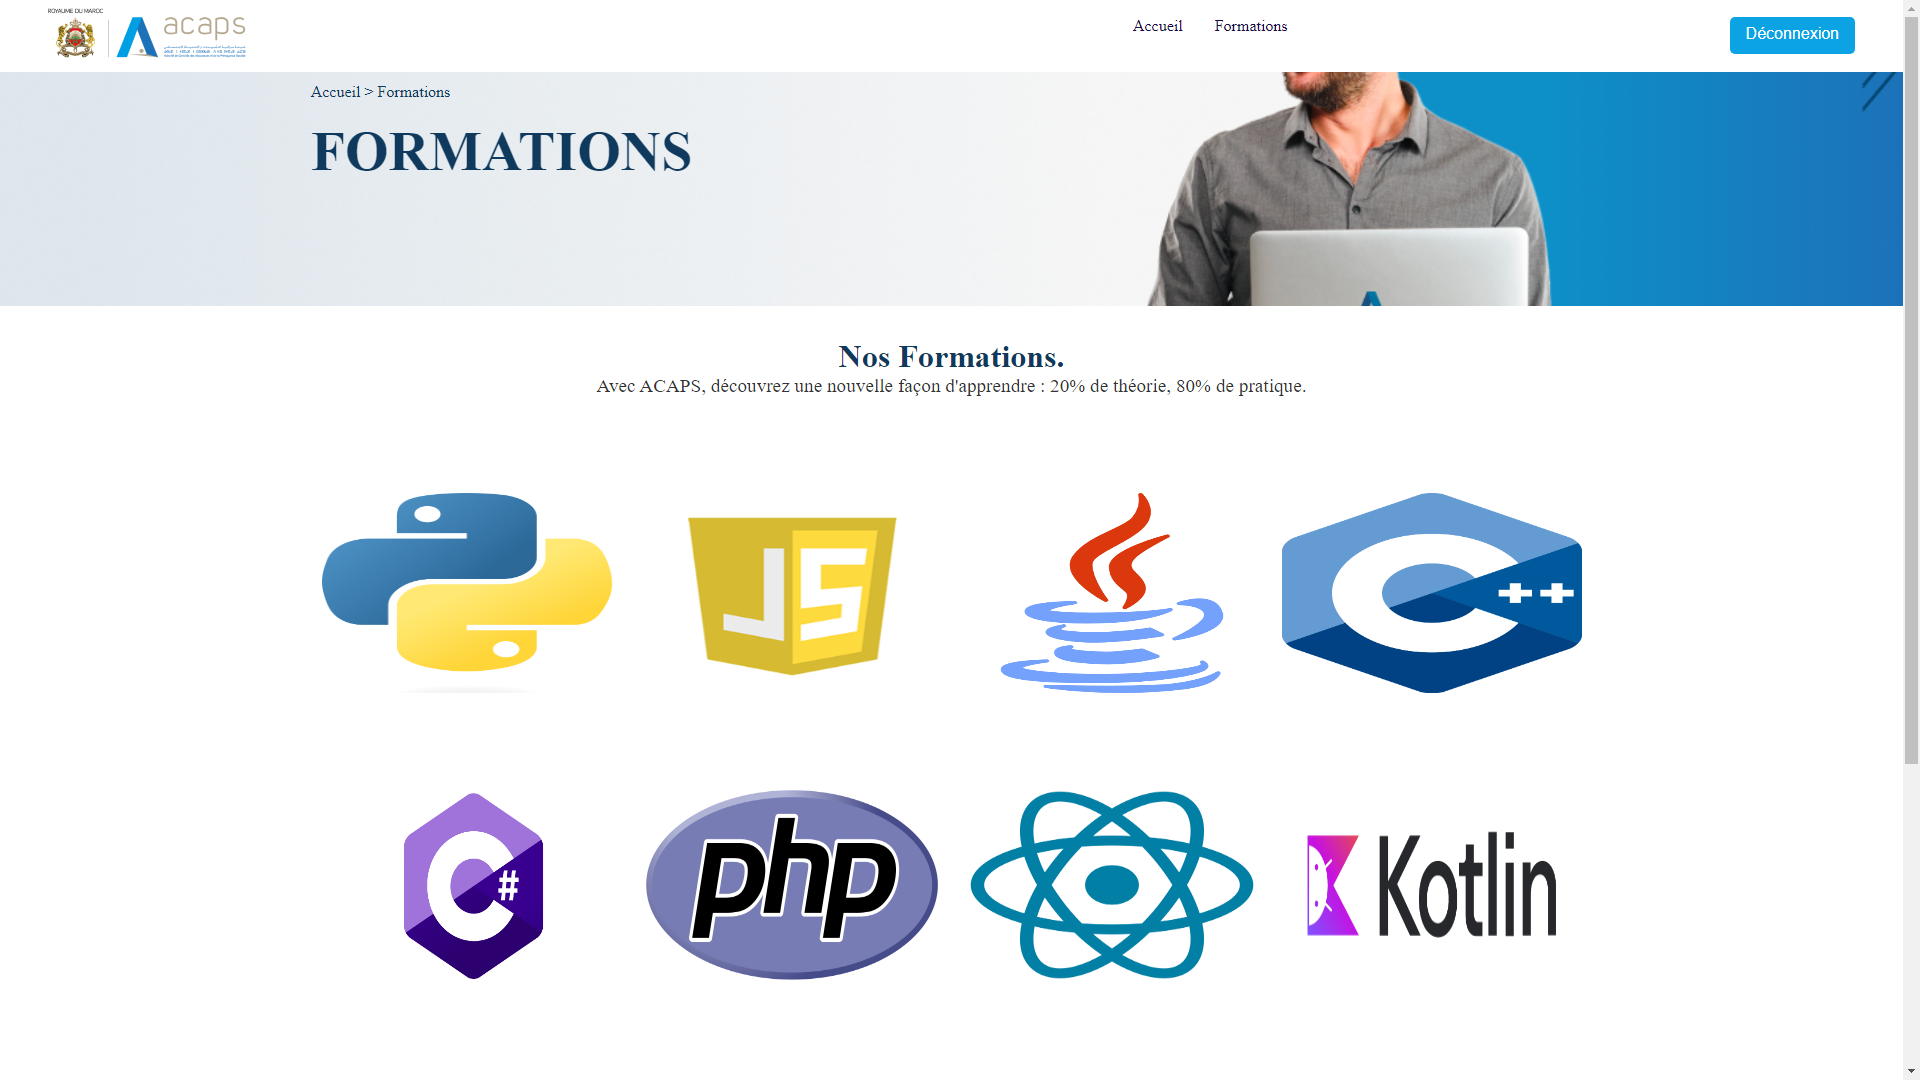 ROYAUME DU MAROC
acaps
Accueil
Formations
Déconnexion
Accueil > Formations
FORMATIONS
Nos Formations.
Avec ACAPS, découvrez une nouvelle façon d'apprendre : 20% de théorie, 80% de pratique.
JS
C++
C#
php
Kotlin